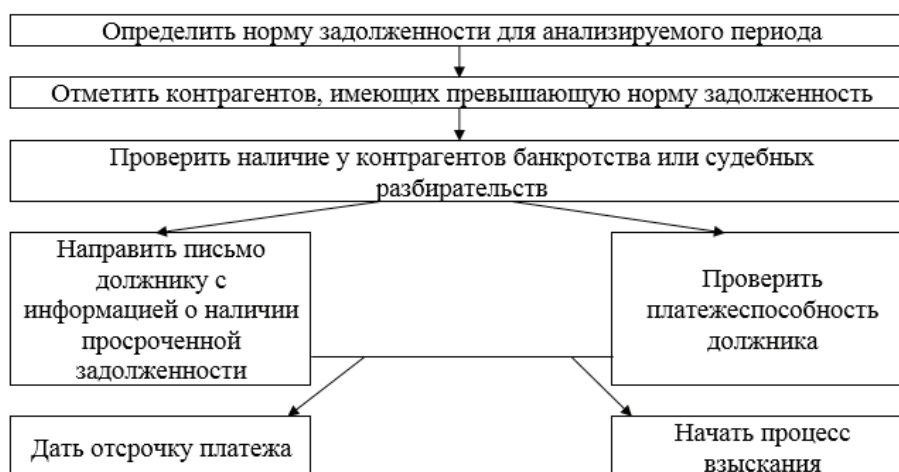 Определить норму задолженности для анализируемого периода
Отметить контрагентов, имеющих превышающую норму задолженность
Проверить наличие у контрагентов банкротства или судебных
разбирательств
Направить письмо
должнику с
информацией о наличии
просроченной
задолженности
Проверить
платежеспособность
должника
Дать отсрочку платежа
Начать процесс
взыскания